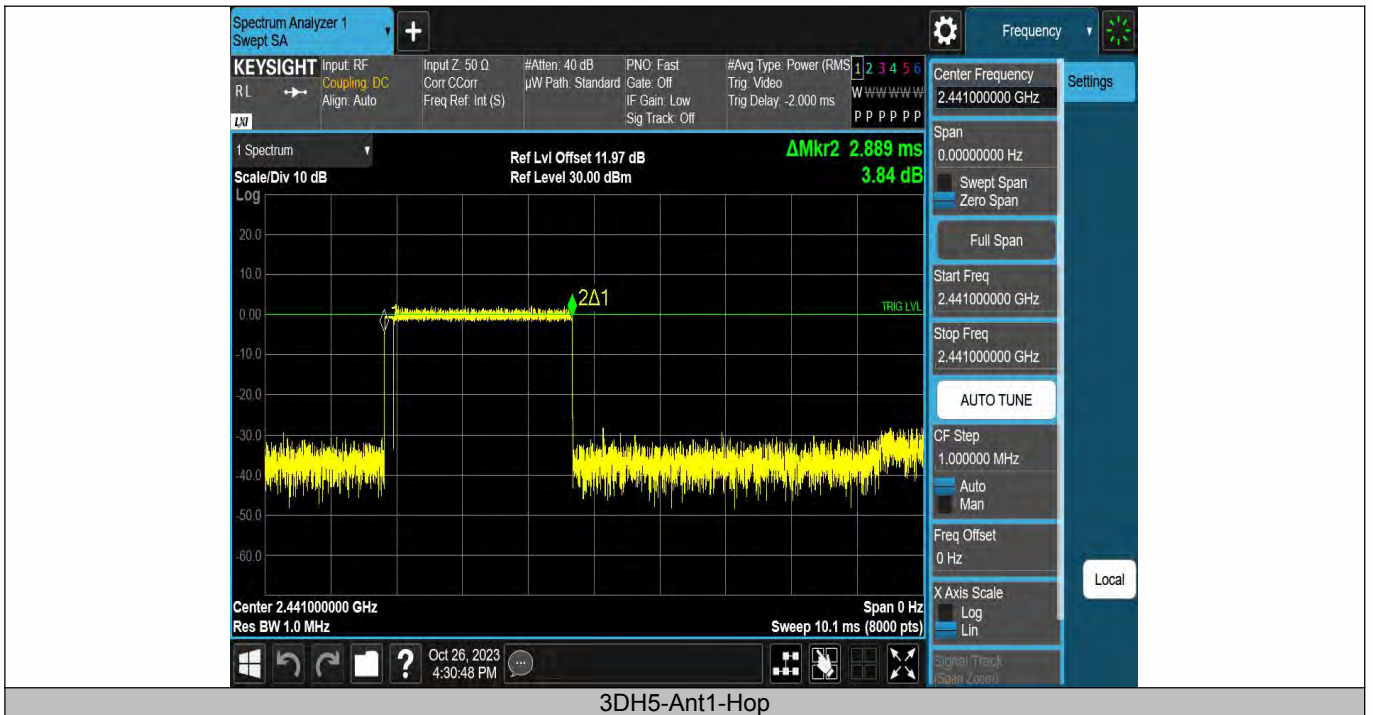 Spectrum Analyzer 1
Swept SA
+
Frequency
KEYSIGHT
RL
LXI
Input: RF
Coupling: DC
Align: Auto
Input Z: 50 Ω
Corr CCorr
Freq Ref: Int (S)
#Atten: 40 dB
µW Path: Standard
PNO: Fast
Gate: Off
IF Gain: Low
Sig Track: Off
#Avg Type: Power (RMS
Trig: Video
Trig Delay: -2.000 ms
1 2 3 4 5 6
W W W W W W
P P P P P P
1 Spectrum
Scale/Div 10 dB
Ref Lvl Offset 11.97 dB
Ref Level 30.00 dBm
ΔMkr2 2.889 ms
3.84 dB
Log
20.0
10.0
0.00
-10.0
-20.0
-30.0
-40.0
-50.0
-60.0
1
2Δ1
TRIG LVL
Center 2.441000000 GHz
Res BW 1.0 MHz
Span 0 Hz
Sweep 10.1 ms (8000 pts)
Center Frequency
2.441000000 GHz
Settings
Span
0.00000000 Hz
Swept Span
Zero Span
Full Span
Start Freq
2.441000000 GHz
Stop Freq
2.441000000 GHz
AUTO TUNE
CF Step
1.000000 MHz
Auto
Man
Freq Offset
0 Hz
X Axis Scale
Log
Lin
Signal Track
(Span Zoom)
Local
?
Oct 26, 2023
4:30:48 PM
3DH5-Ant1-Hop